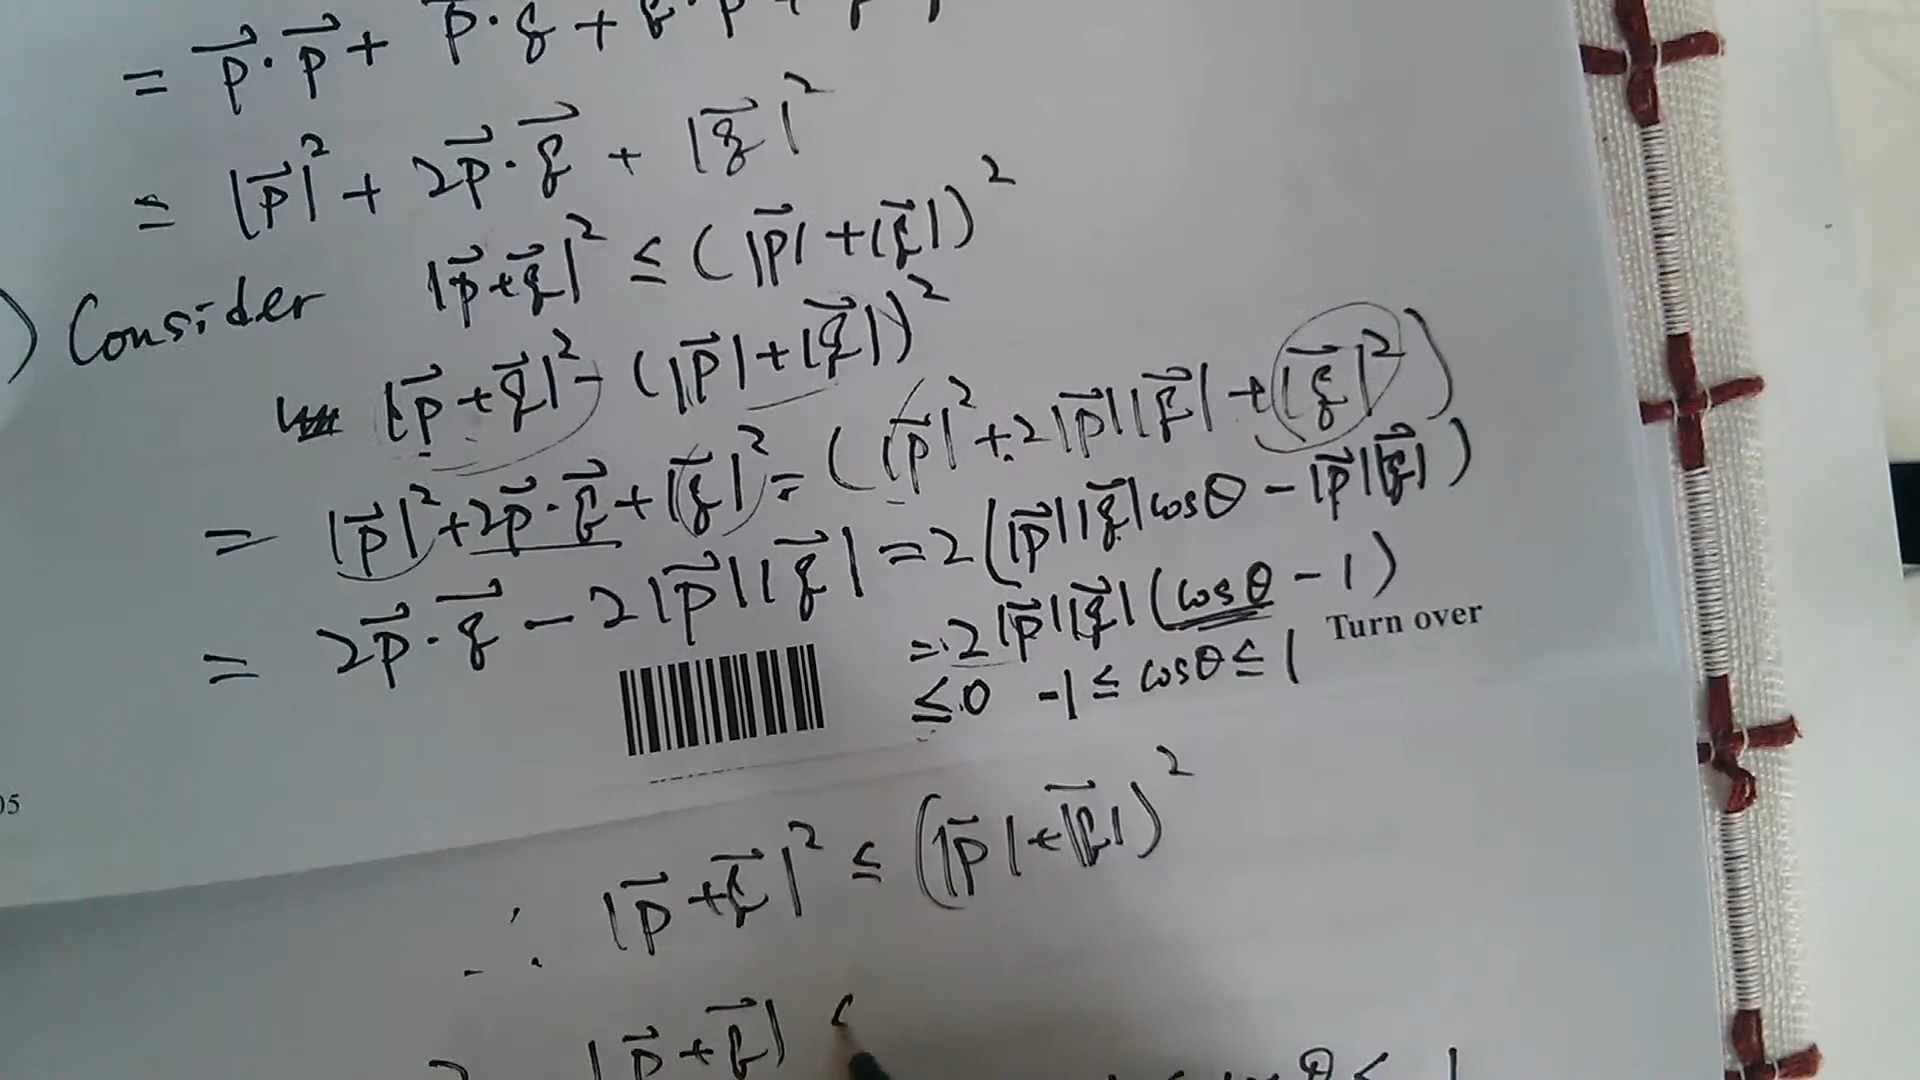 = p⃗·p⃗ + p⃗·q⃗ +
= |p⃗|² + 2p⃗·q⃗ + |q⃗|²
) Consider |p⃗+q⃗|² ≤ (|p⃗|+|q⃗|)²
|p⃗+q⃗|² - (|p⃗|+|q⃗|)²
= |p⃗|²+2p⃗·q⃗+|q⃗|² - (|p⃗|²+2|p⃗||q⃗|+|q⃗|²)
= 2p⃗·q⃗ - 2|p⃗||q⃗| = 2(|p⃗||q⃗|cosθ - |p⃗||q⃗|)
= 2|p⃗||q⃗|(cosθ - 1)
≤ 0 -1 ≤ cosθ ≤ 1
Turn over
05
∴ |p⃗+q⃗|² ≤ (|p⃗|+|q⃗|)²
|p⃗+q⃗|